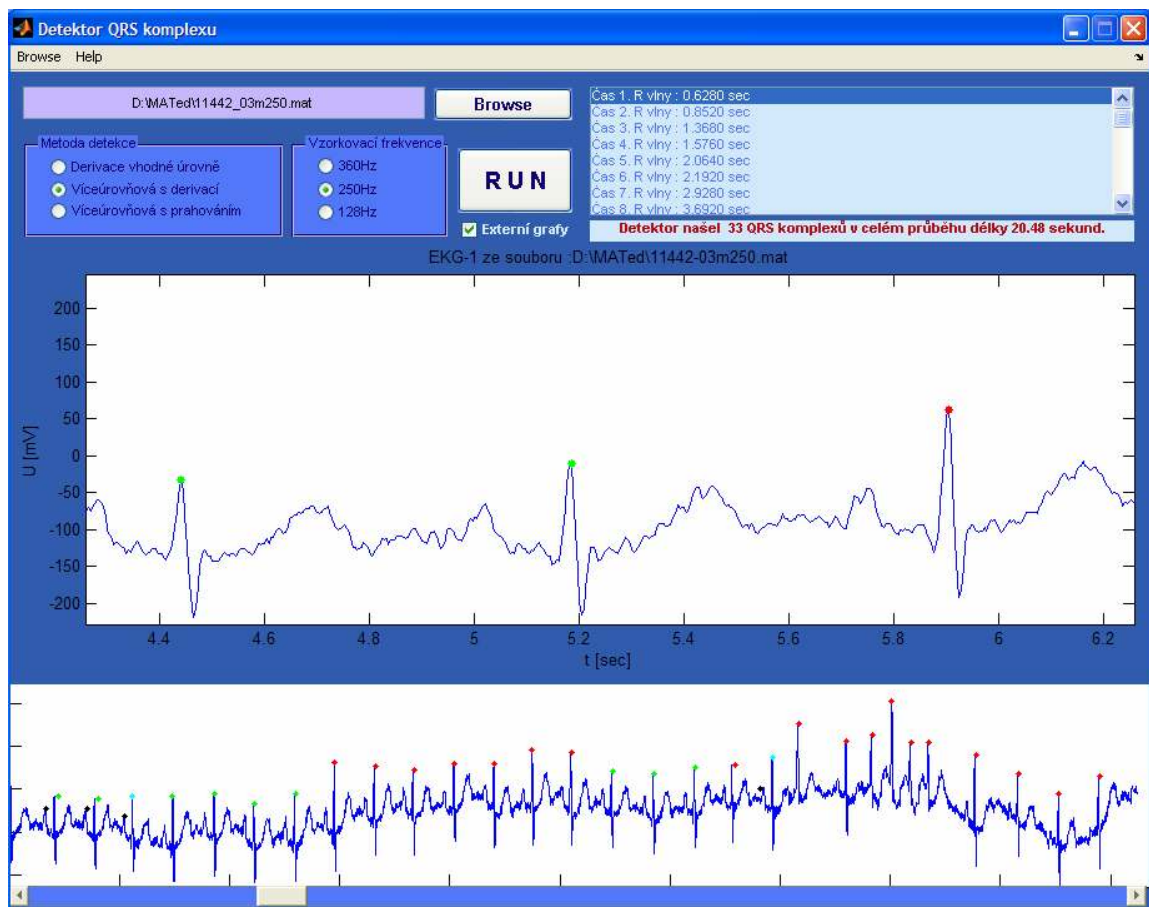 Detektor QRS komplexu
Browse Help
D:\MATed\11442_03m250.mat
Browse
Metoda detekce
Derivace vhodné úrovně
Víceúrovňová s derivací
Víceúrovňová s prahováním
Vzorkovací frekvence
360Hz
250Hz
128Hz
RUN
Externí grafy
Čas 1. R vlny : 0.6280 sec
Čas 2. R vlny : 0.8520 sec
Čas 3. R vlny : 1.3680 sec
Čas 4. R vlny : 1.5760 sec
Čas 5. R vlny : 2.0640 sec
Čas 6. R vlny : 2.1920 sec
Čas 7. R vlny : 2.9280 sec
Čas 8. R vlny : 3.6920 sec
Detektor našel 33 QRS komplexů v celém průběhu délky 20.48 sekund.
EKG-1 ze souboru :D:\MATed\11442-03m250.mat
200
150
100
50
0
-50
-100
-150
-200
U [mV]
4.4 4.6 4.8 5 5.2 5.4 5.6 5.8 6 6.2
t [sec]